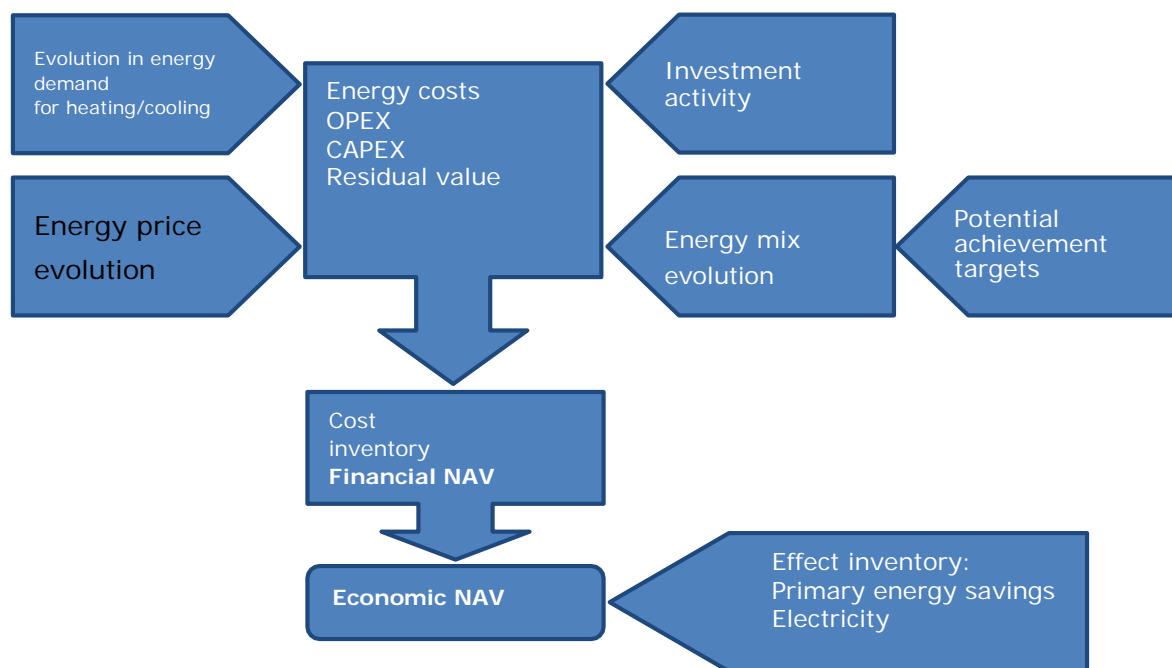 Evolution in energy
demand
for heating/cooling
Energy costs
OPEX
CAPEX
Residual value
Investment
activity
Energy price
evolution
Energy mix
evolution
Potential
achievement
targets
Cost
inventory
Financial NAV
Economic NAV
Effect inventory:
Primary energy savings
Electricity